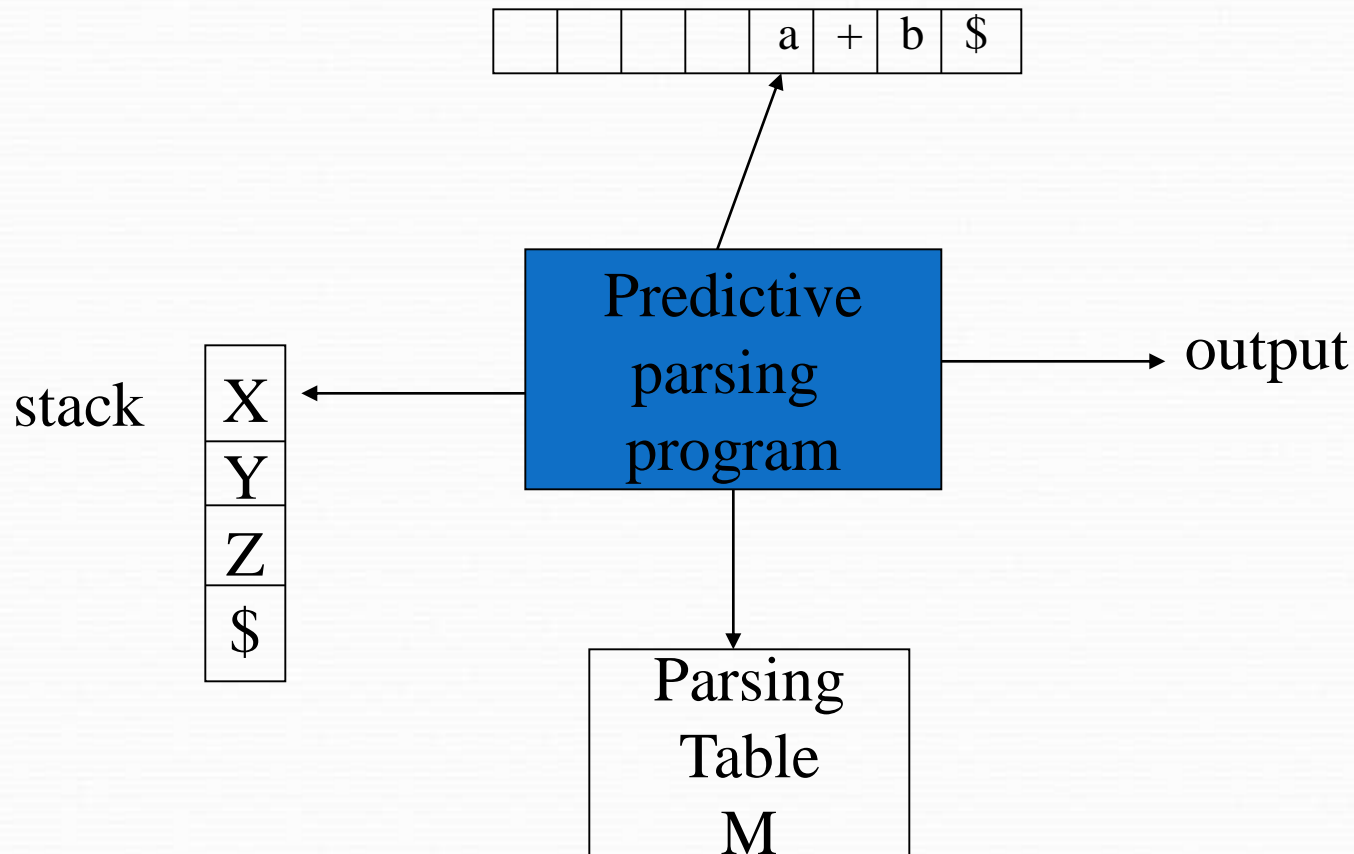 a + b $
Predictive
parsing
program
output
stack
X
Y
Z
$
Parsing
Table
M